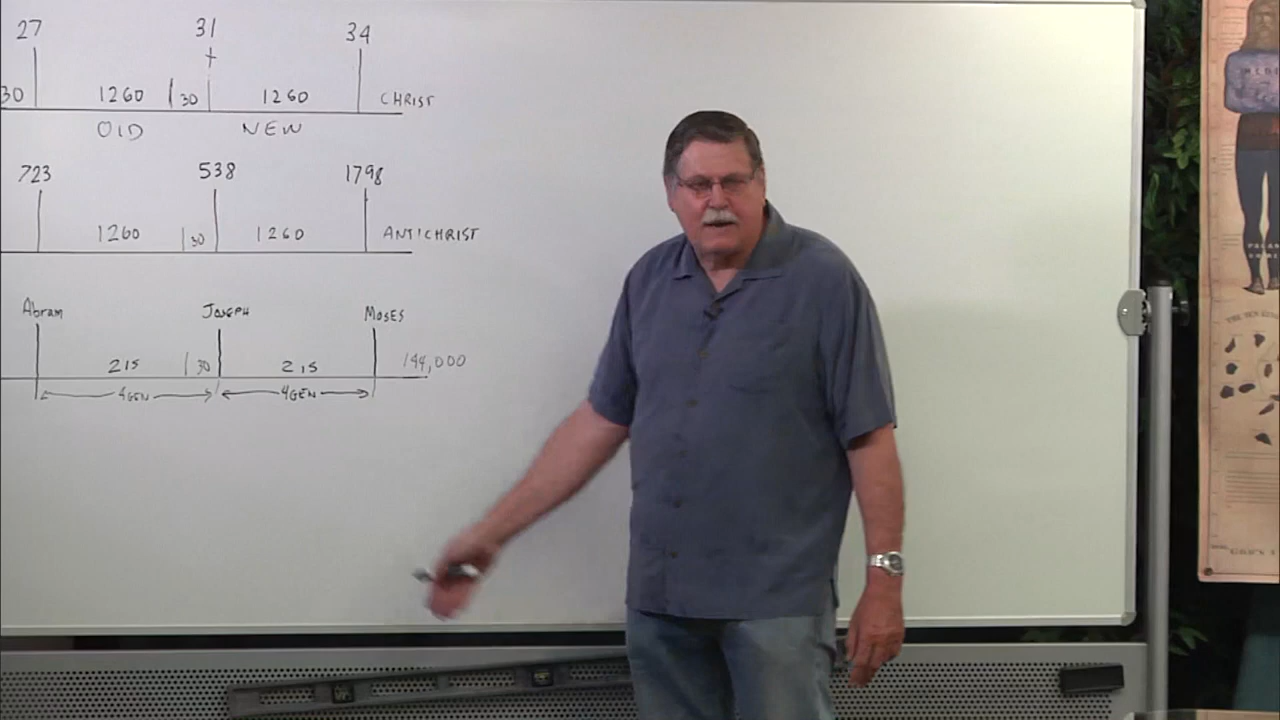 27 31 34
30 1260 30 1260 CHRIST
OLD NEW
723 538 1798
1260 30 1260 ANTICHRIST
Abram JOSEPH MOSES
215 30 215 144,000
4GEN 4GEN